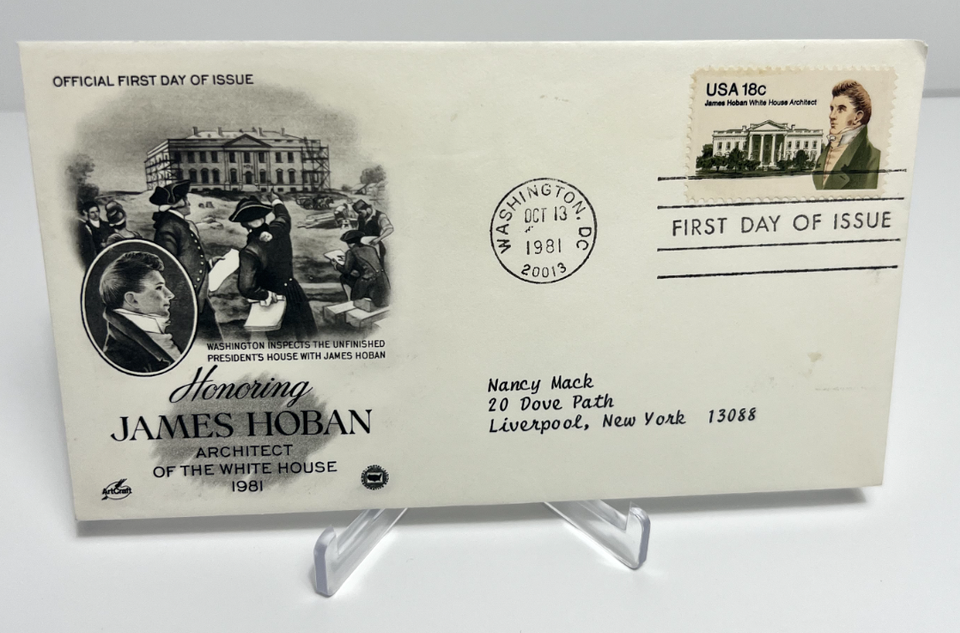 OFFICIAL FIRST DAY OF ISSUE
WASHINGTON INSPECTS THE UNFINISHED
PRESIDENT'S HOUSE WITH JAMES HOBAN
Honoring
JAMES HOBAN
ARCHITECT
OF THE WHITE HOUSE
1981
ArtCraft
WASHINGTON, DC
OCT 13
1981
20013
USA 18c
James Hoban White House Architect
FIRST DAY OF ISSUE
Nancy Mack
20 Dove Path
Liverpool, New York 13088